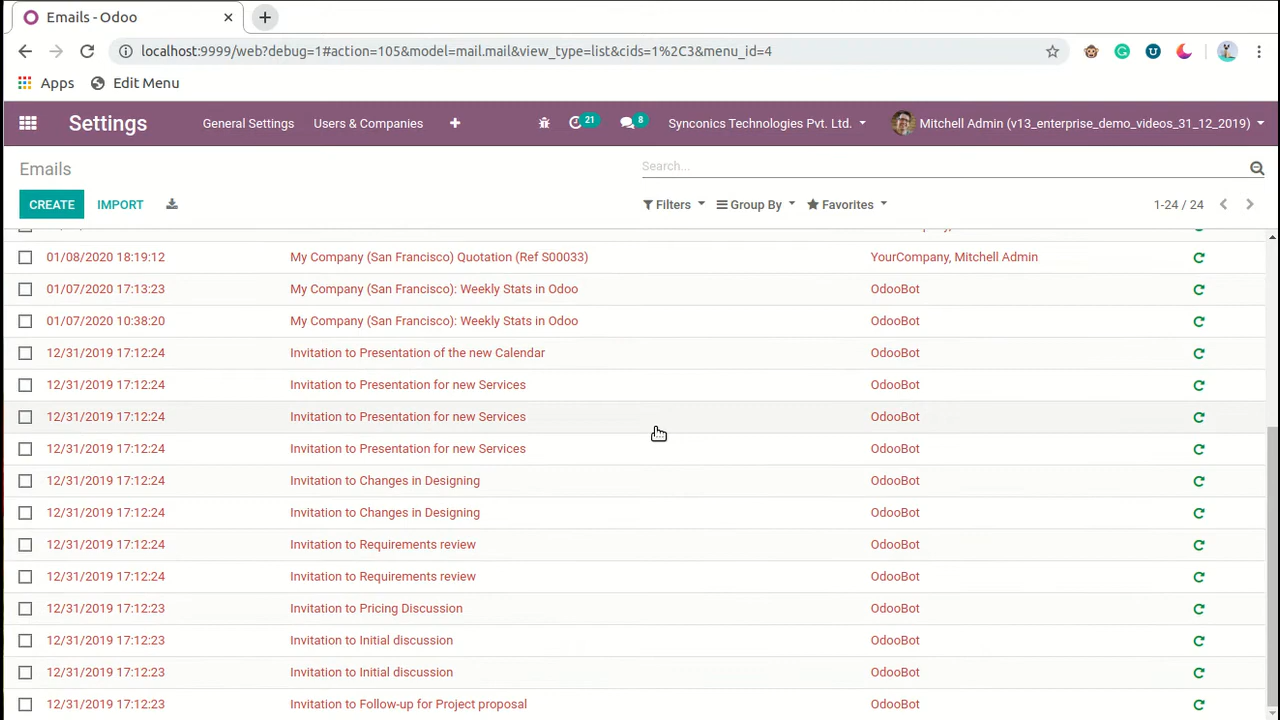 Emails - Odoo
localhost:9999/web?debug=1#action=105&model=mail.mail&view_type=list&cids=1%2C3&menu_id=4
Apps Edit Menu
Settings General Settings Users & Companies 21 8 Synconics Technologies Pvt. Ltd. Mitchell Admin (v13_enterprise_demo_videos_31_12_2019)
Emails Search...
CREATE IMPORT Filters Group By Favorites 1-24 / 24
01/08/2020 18:19:12 My Company (San Francisco) Quotation (Ref S00033) YourCompany, Mitchell Admin
01/07/2020 17:13:23 My Company (San Francisco): Weekly Stats in Odoo OdooBot
01/07/2020 10:38:20 My Company (San Francisco): Weekly Stats in Odoo OdooBot
12/31/2019 17:12:24 Invitation to Presentation of the new Calendar OdooBot
12/31/2019 17:12:24 Invitation to Presentation for new Services OdooBot
12/31/2019 17:12:24 Invitation to Presentation for new Services OdooBot
12/31/2019 17:12:24 Invitation to Presentation for new Services OdooBot
12/31/2019 17:12:24 Invitation to Changes in Designing OdooBot
12/31/2019 17:12:24 Invitation to Changes in Designing OdooBot
12/31/2019 17:12:24 Invitation to Requirements review OdooBot
12/31/2019 17:12:24 Invitation to Requirements review OdooBot
12/31/2019 17:12:23 Invitation to Pricing Discussion OdooBot
12/31/2019 17:12:23 Invitation to Initial discussion OdooBot
12/31/2019 17:12:23 Invitation to Initial discussion OdooBot
12/31/2019 17:12:23 Invitation to Follow-up for Project proposal OdooBot